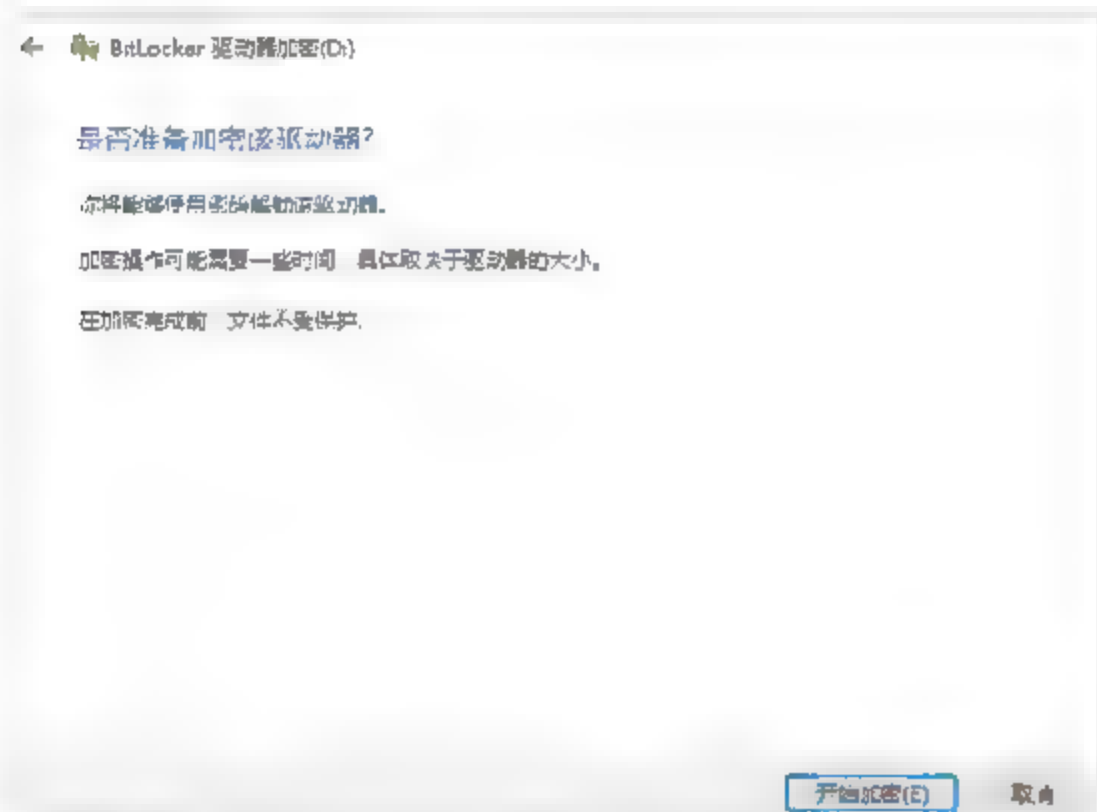 BitLocker 驱动器加密(D:)
是否准备加密该驱动器?
你将能够使用密码解锁该驱动器。
加密操作可能需要一些时间 具体取决于驱动器的大小。
在加密完成前 文件不受保护.
开始加密(E)
取消